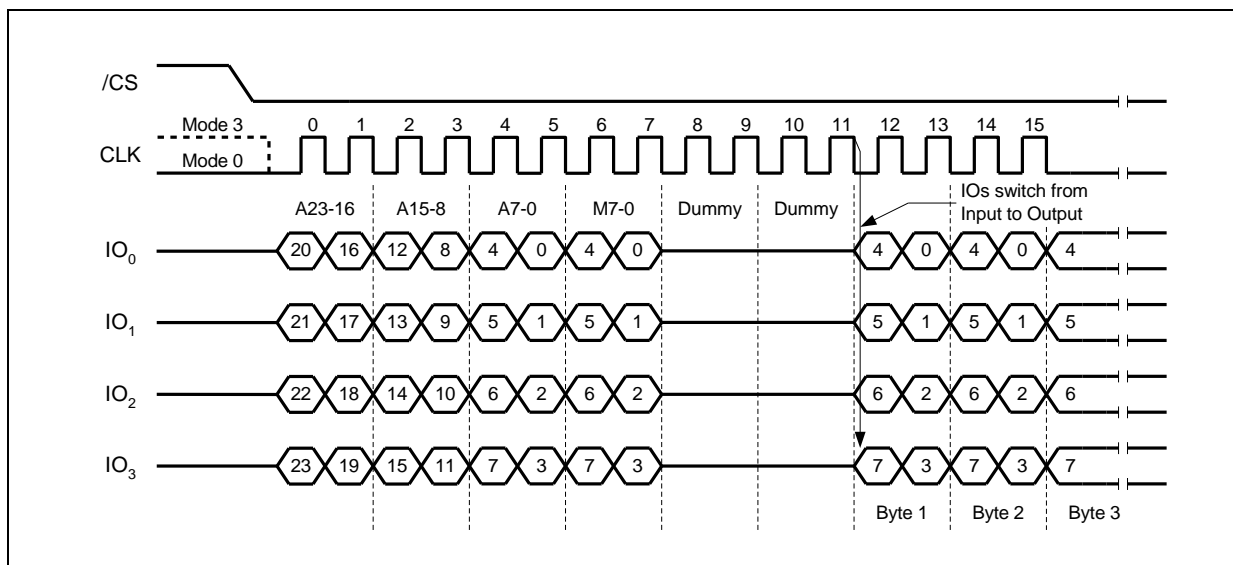 /CS
Mode 3 0 1 2 3 4 5 6 7 8 9 10 11 12 13 14 15
CLK Mode 0
A23-16 A15-8 A7-0 M7-0 Dummy Dummy IOs switch from
Input to Output
IO0 20 16 12 8 4 0 4 0 4 0 4 0 4
IO1 21 17 13 9 5 1 5 1 5 1 5 1 5
IO2 22 18 14 10 6 2 6 2 6 2 6 2 6
IO3 23 19 15 11 7 3 7 3 7 3 7 3 7
Byte 1 Byte 2 Byte 3